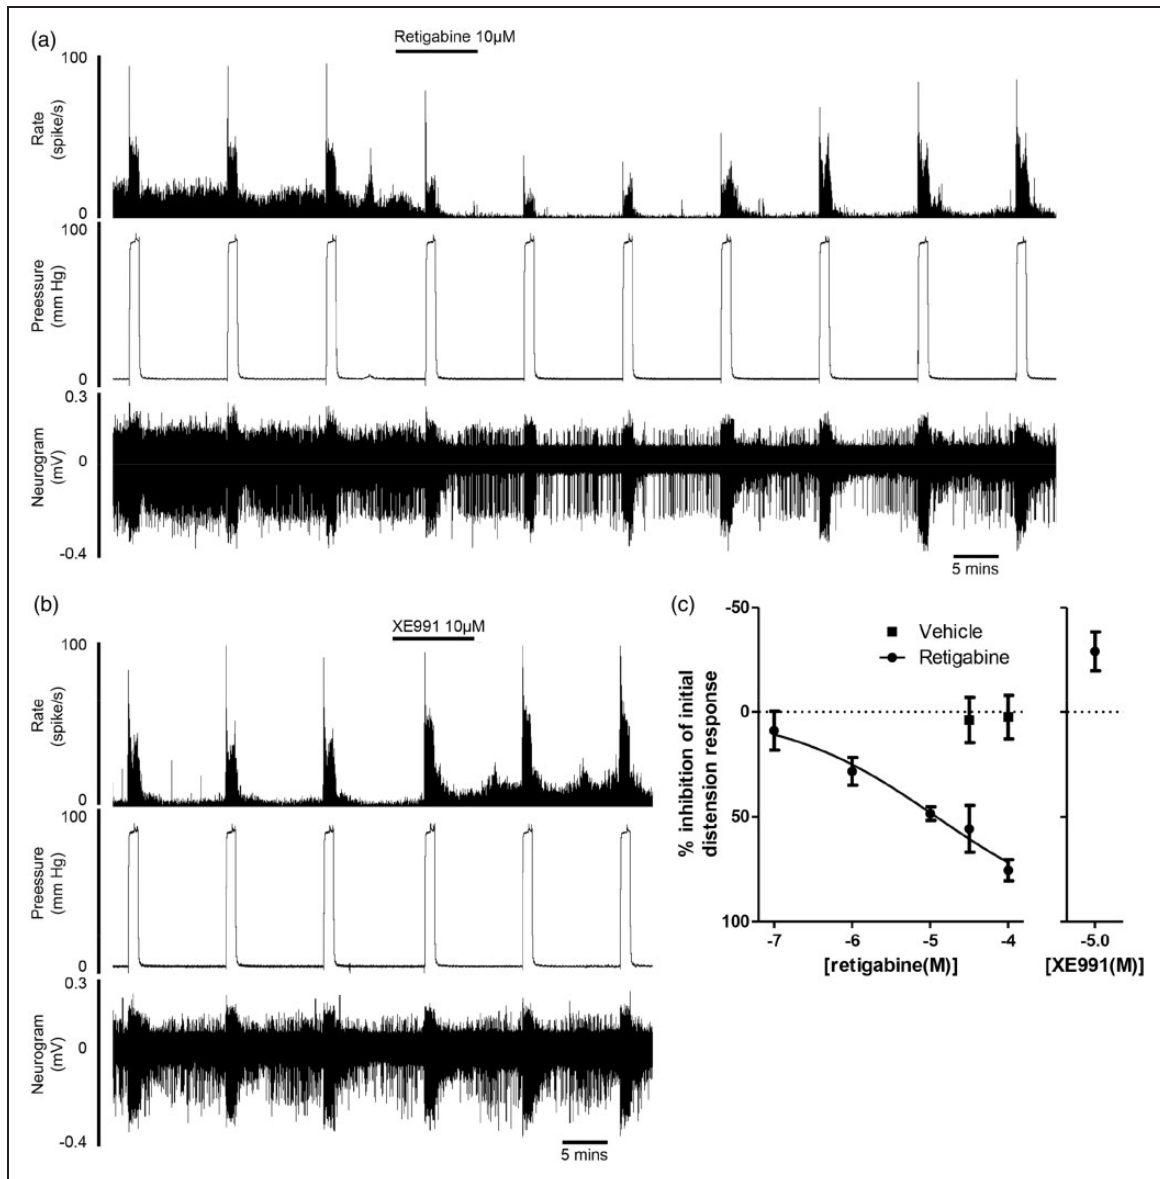 (a)
Retigabine 10µM
100
Rate
(spike/s)
0
100
Preessure
(mm Hg)
0
0.3
Neurogram
(mV)
0
-0.4
5 mins
(b)
XE991 10µM
100
Rate
(spike/s)
0
100
Preessure
(mm Hg)
0
0.3
Neurogram
(mV)
0
-0.4
5 mins
(c)
-50
0
50
100
% inhibition of initial
distension response
Vehicle
Retigabine
-7 -6 -5 -4
[retigabine(M)]
-5.0
[XE991(M)]